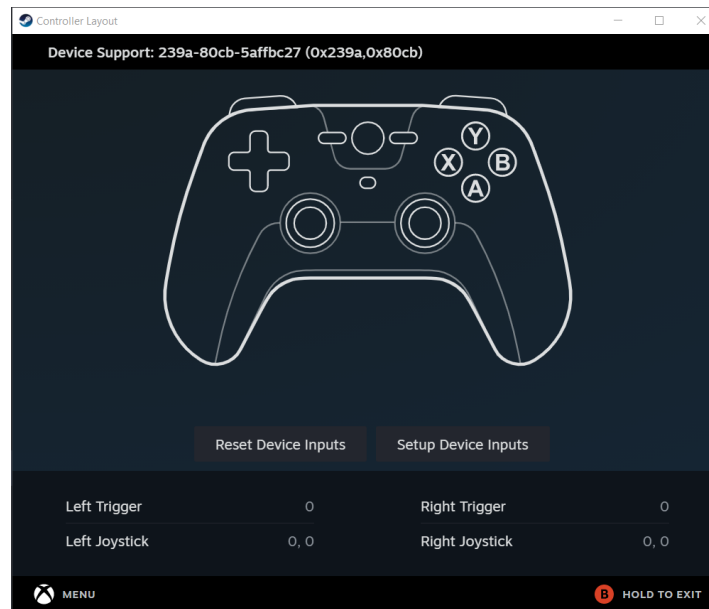 Controller Layout
Device Support: 239a-80cb-5affbc27 (0x239a,0x80cb)
Y
X B
A
Reset Device Inputs Setup Device Inputs
Left Trigger 0 Right Trigger 0
Left Joystick 0, 0 Right Joystick 0, 0
MENU B HOLD TO EXIT